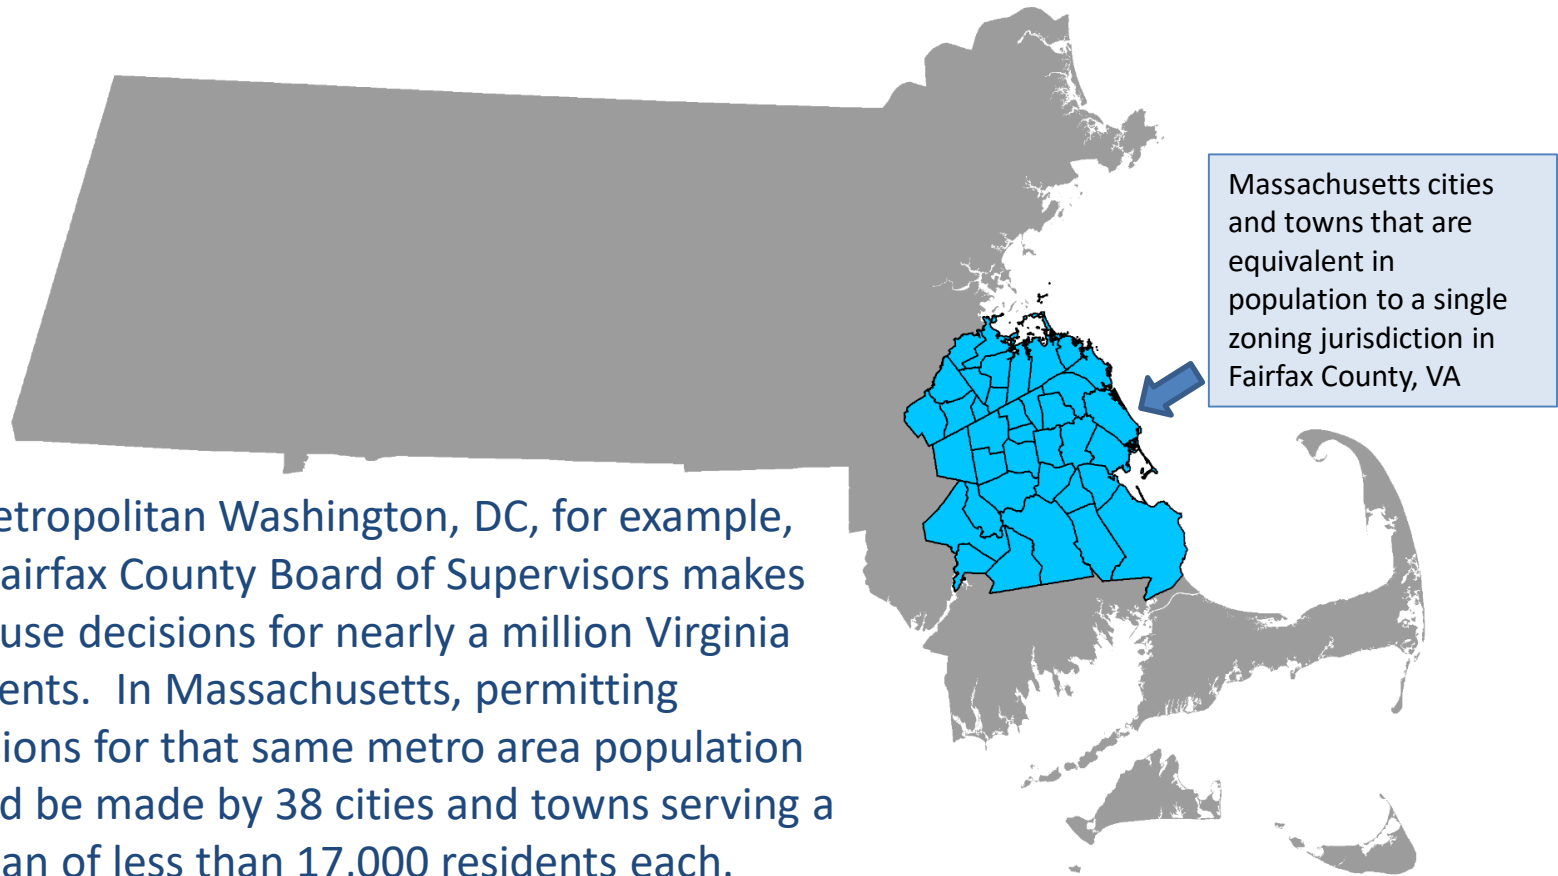 Massachusetts cities
and towns that are
equivalent in
population to a single
zoning jurisdiction in
Fairfax County, VA
etropolitan Washington, DC, for example,
airfax County Board of Supervisors makes
use decisions for nearly a million Virginia
ents.  In Massachusetts, permitting
ions for that same metro area population
d be made by 38 cities and towns serving a
an of less than 17,000 residents each.